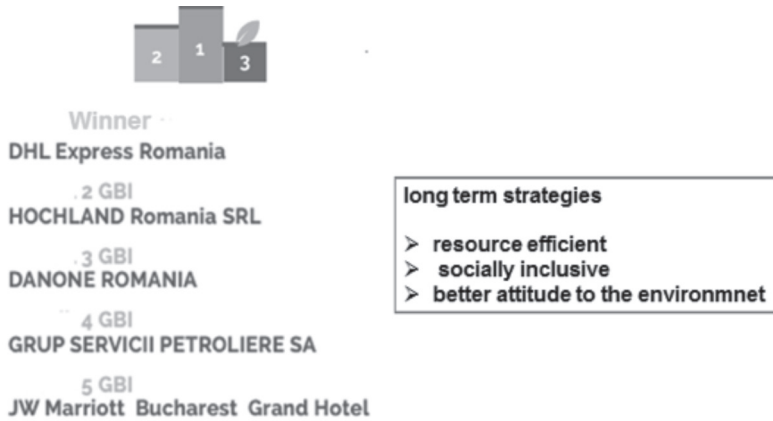 2 1 3
Winner
DHL Express Romania
2 GBI
HOCHLAND Romania SRL
3 GBI
DANONE ROMANIA
4 GBI
GRUP SERVICII PETROLIERE SA
5 GBI
JW Marriott Bucharest Grand Hotel
long term strategies
➢ resource efficient
➢ socially inclusive
➢ better attitude to the environmnet